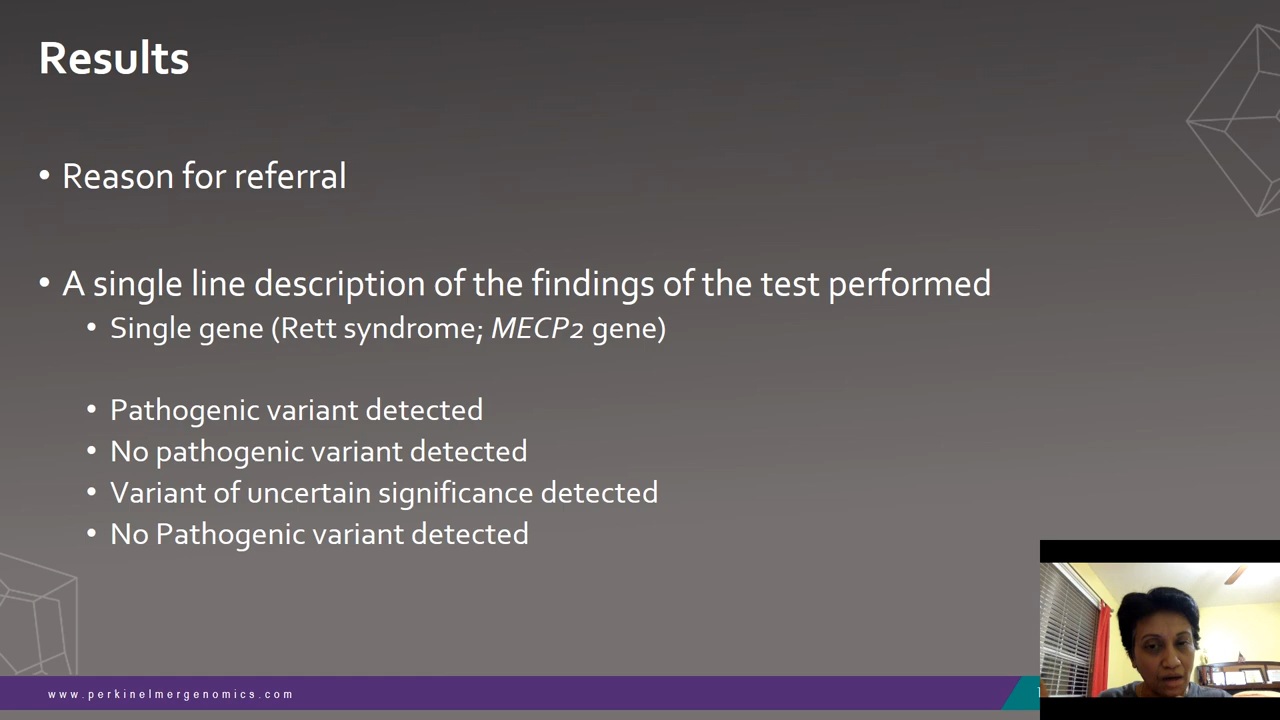 Results
• Reason for referral
• A single line description of the findings of the test performed
• Single gene (Rett syndrome; MECP2 gene)
• Pathogenic variant detected
• No pathogenic variant detected
• Variant of uncertain significance detected
• No Pathogenic variant detected
www.perkinelmergenomics.com